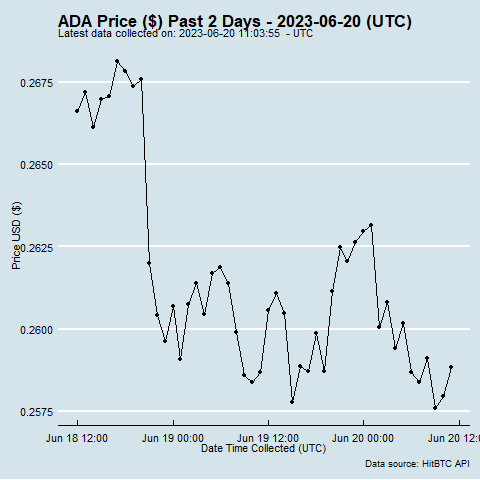 ADA Price ($) Past 2 Days - 2023-06-20 (UTC)
Latest data collected on: 2023-06-20 11:03:55 - UTC
0.2675
0.2650
0.2625
0.2600
0.2575
Price USD ($)
Jun 18 12:00 Jun 19 00:00 Jun 19 12:00 Jun 20 00:00 Jun 20 12:00
Date Time Collected (UTC)
Data source: HitBTC API